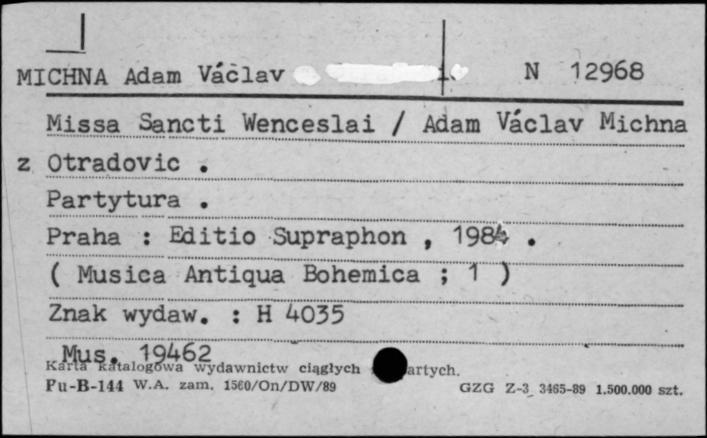 MICHNA Adam Václav N 12968
Missa Sancti Wenceslai / Adam Václav Michna
z Otradovic .
Partytura .
Praha : Editio Supraphon , 1984 .
( Musica Antiqua Bohemica ; 1 )
Znak wydaw. : H 4035
Mus. 19462
Karta katalogowa wydawnictw ciągłych artych.
Pu-B-144 W.A. zam. 1560/On/DW/89 GZG Z-3 3465-89 1.500.000 szt.